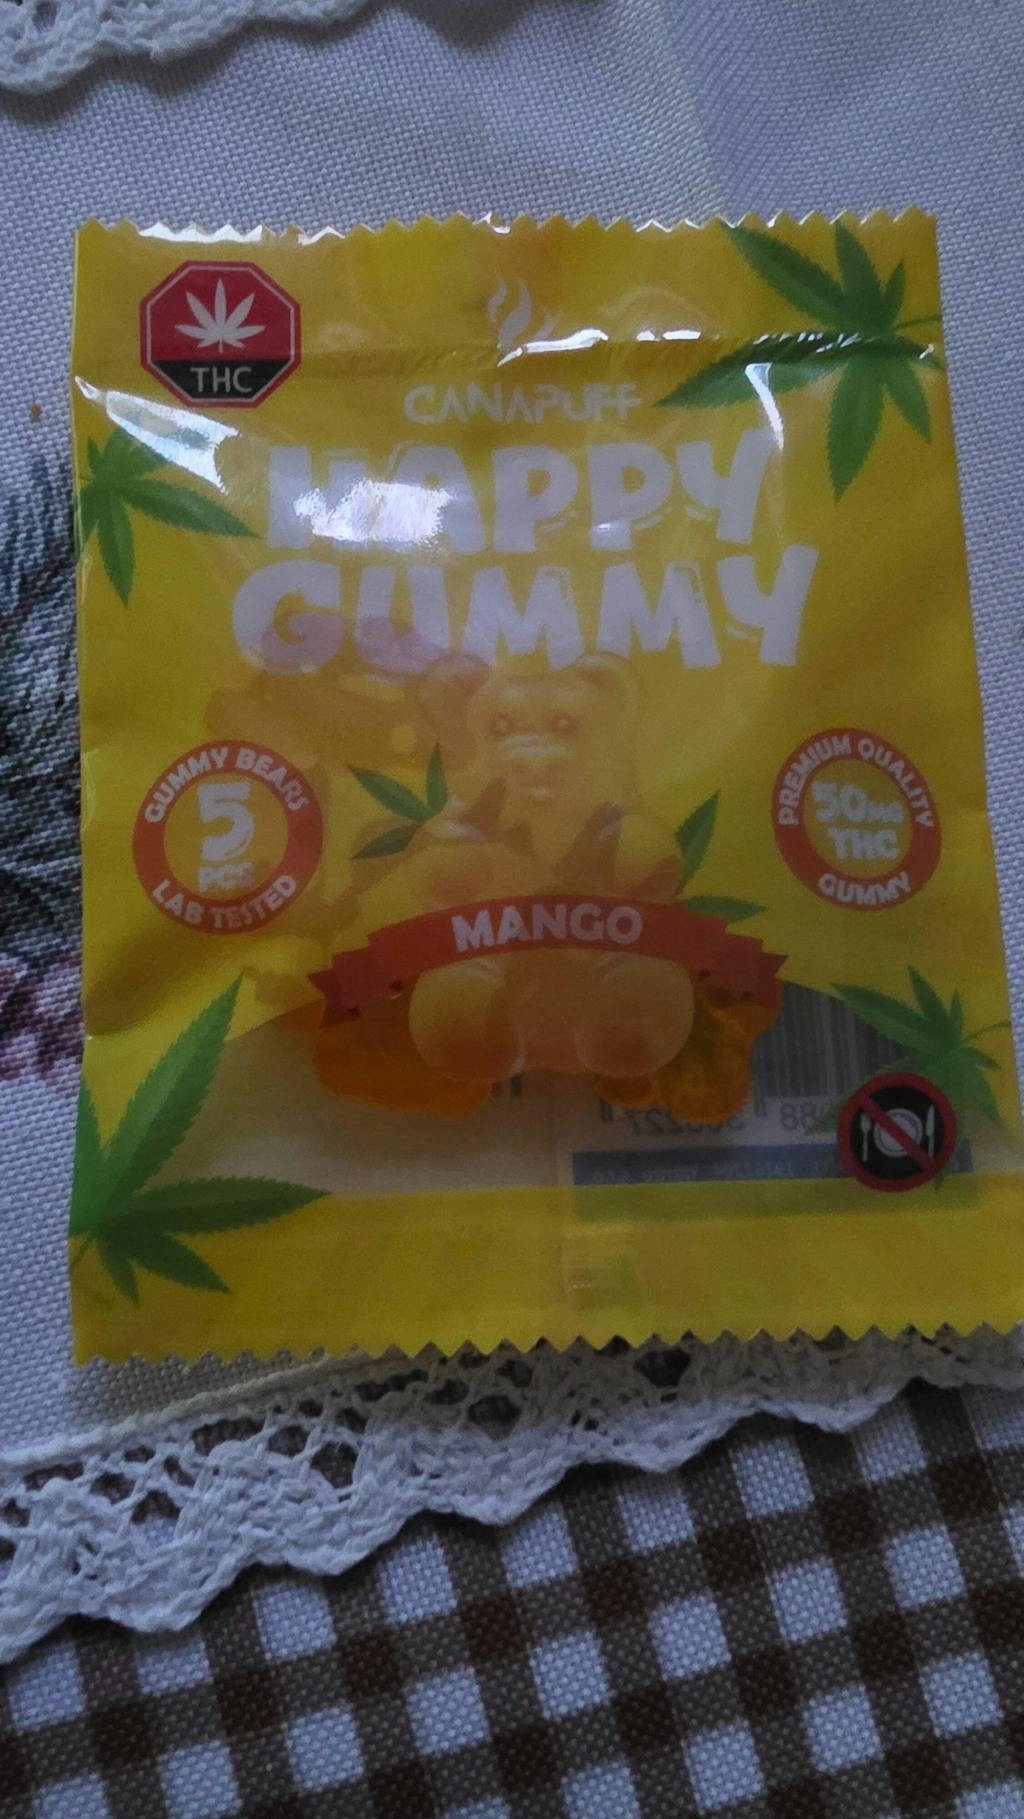 THC
CANAPUFF
HAPPY
GUMMY
GUMMY BEARS
5
PCS
LAB TESTED
PREMIUM QUALITY
50MG
THC
GUMMY
MANGO